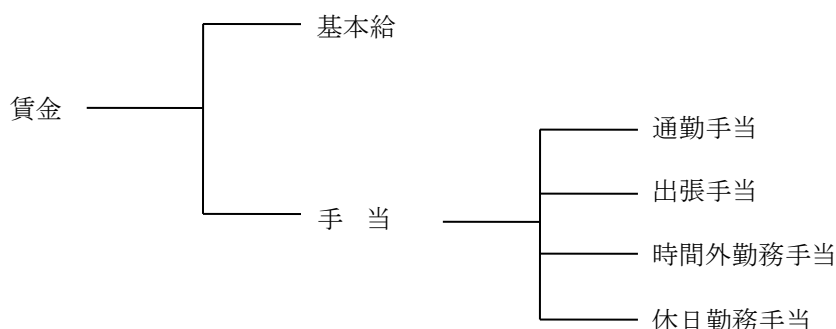 基本給
賃金
手 当
通勤手当
出張手当
時間外勤務手当
休日勤務手当